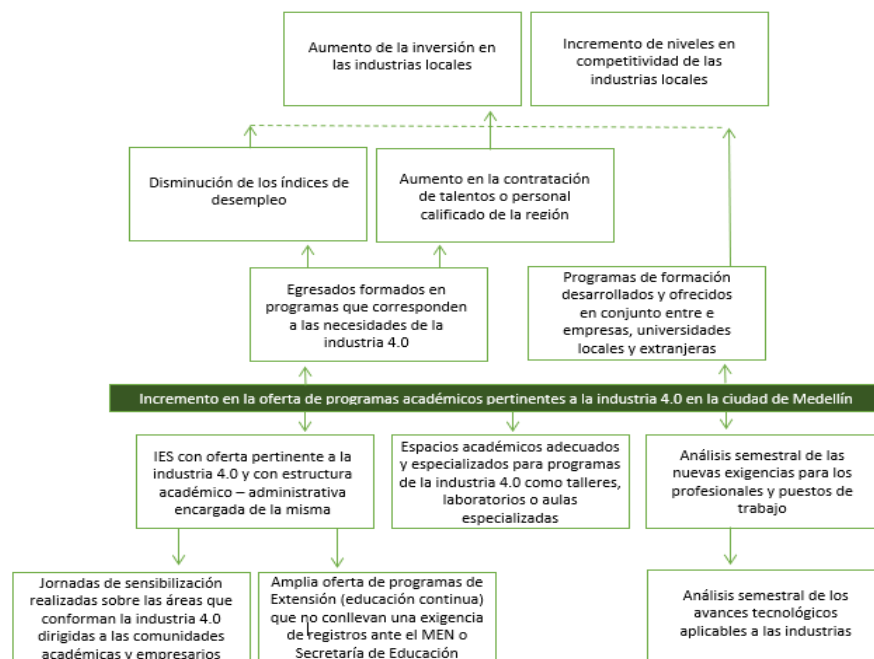 Aumento de la inversión en
las industrias locales
Incremento de niveles en
competitividad de las
industrias locales
Disminución de los índices de
desempleo
Aumento en la contratación
de talentos o personal
calificado de la región
Egresados formados en
programas que corresponden
a las necesidades de la
industria 4.0
Programas de formación
desarrollados y ofrecidos
en conjunto entre e
empresas, universidades
locales y extranjeras
Incremento en la oferta de programas académicos pertinentes a la industria 4.0 en la ciudad de Medellín
IES con oferta pertinente a la
industria 4.0 y con estructura
académico – administrativa
encargada de la misma
Espacios académicos adecuados
y especializados para programas
de la industria 4.0 como talleres,
laboratorios o aulas
especializadas
Análisis semestral de las
nuevas exigencias para los
profesionales y puestos de
trabajo
Jornadas de sensibilización
realizadas sobre las áreas que
conforman la industria 4.0
dirigidas a las comunidades
académicas y empresarios
Amplia oferta de programas de
Extensión (educación continua)
que no conllevan una exigencia
de registros ante el MEN o
Secretaría de Educación
Análisis semestral de los
avances tecnológicos
aplicables a las industrias